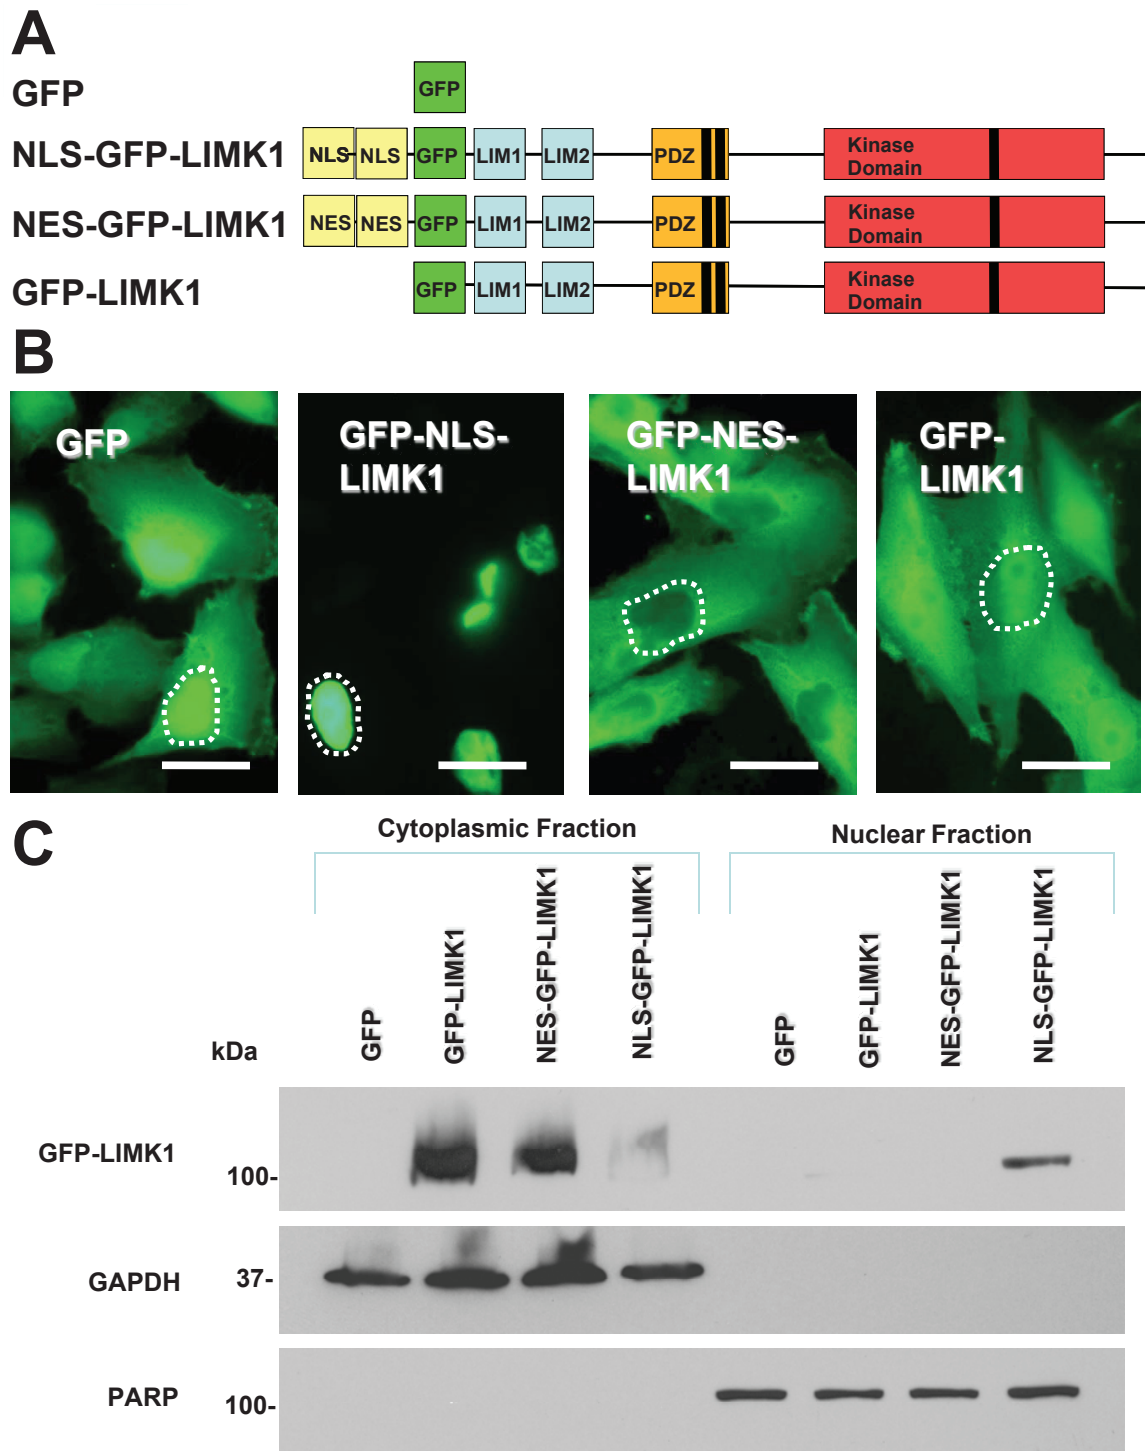 A
GFP
GFP
NLS-GFP-LIMK1
NLS NLS GFP LIM1 LIM2 PDZ Kinase
Domain
NES-GFP-LIMK1
NES NES GFP LIM1 LIM2 PDZ Kinase
Domain
GFP-LIMK1
GFP LIM1 LIM2 PDZ Kinase
Domain
B
GFP
GFP-NLS-
LIMK1
GFP-NES-
LIMK1
GFP-
LIMK1
C
Cytoplasmic Fraction
Nuclear Fraction
GFP
GFP-LIMK1
NES-GFP-LIMK1
NLS-GFP-LIMK1
GFP
GFP-LIMK1
NES-GFP-LIMK1
NLS-GFP-LIMK1
kDa
GFP-LIMK1
100-
GAPDH
37-
PARP
100-